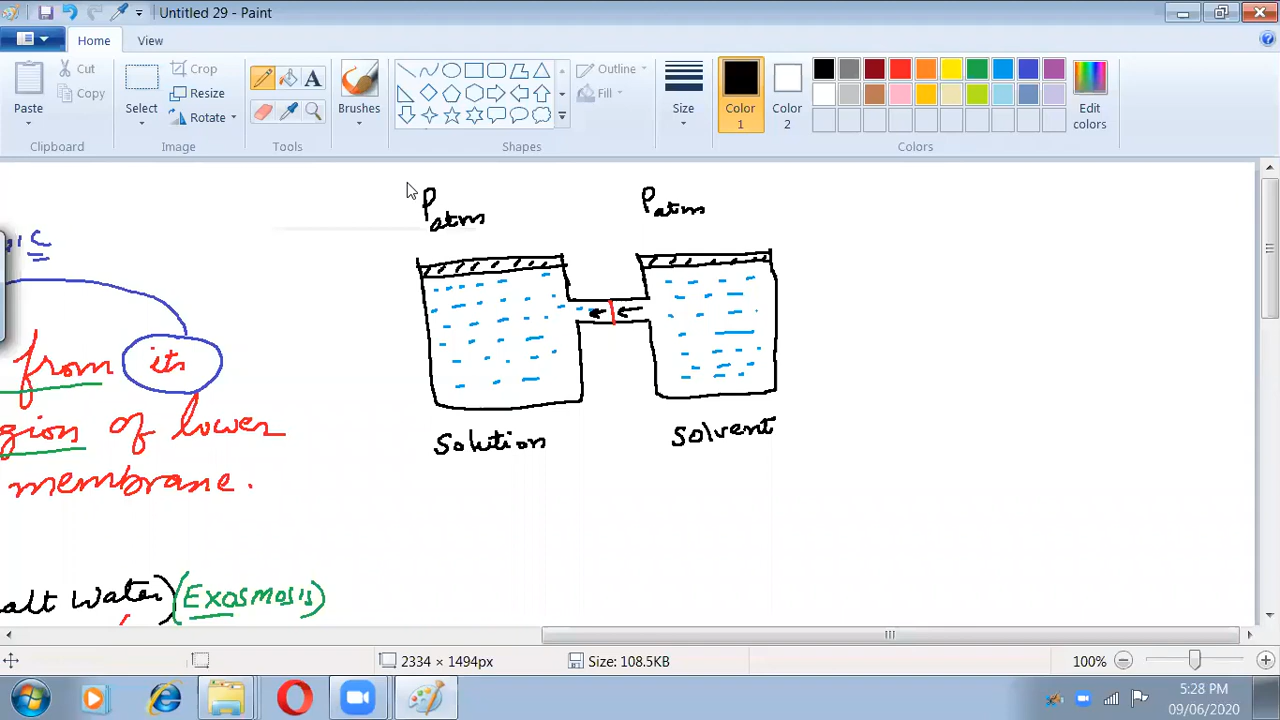 Untitled 29 - Paint
Home View
Paste
Cut
Copy
Clipboard
Select
Crop
Resize
Rotate
Image
Tools
Brushes
Shapes
Outline
Fill
Size
Color 1
Color 2
Edit colors
Colors
Patm Patm
ic
from its
gion of lower
membrane.
Solution Solvent
alt Water) (Exosmosis)
2334 × 1494px Size: 108.5KB 100%
5:28 PM
09/06/2020